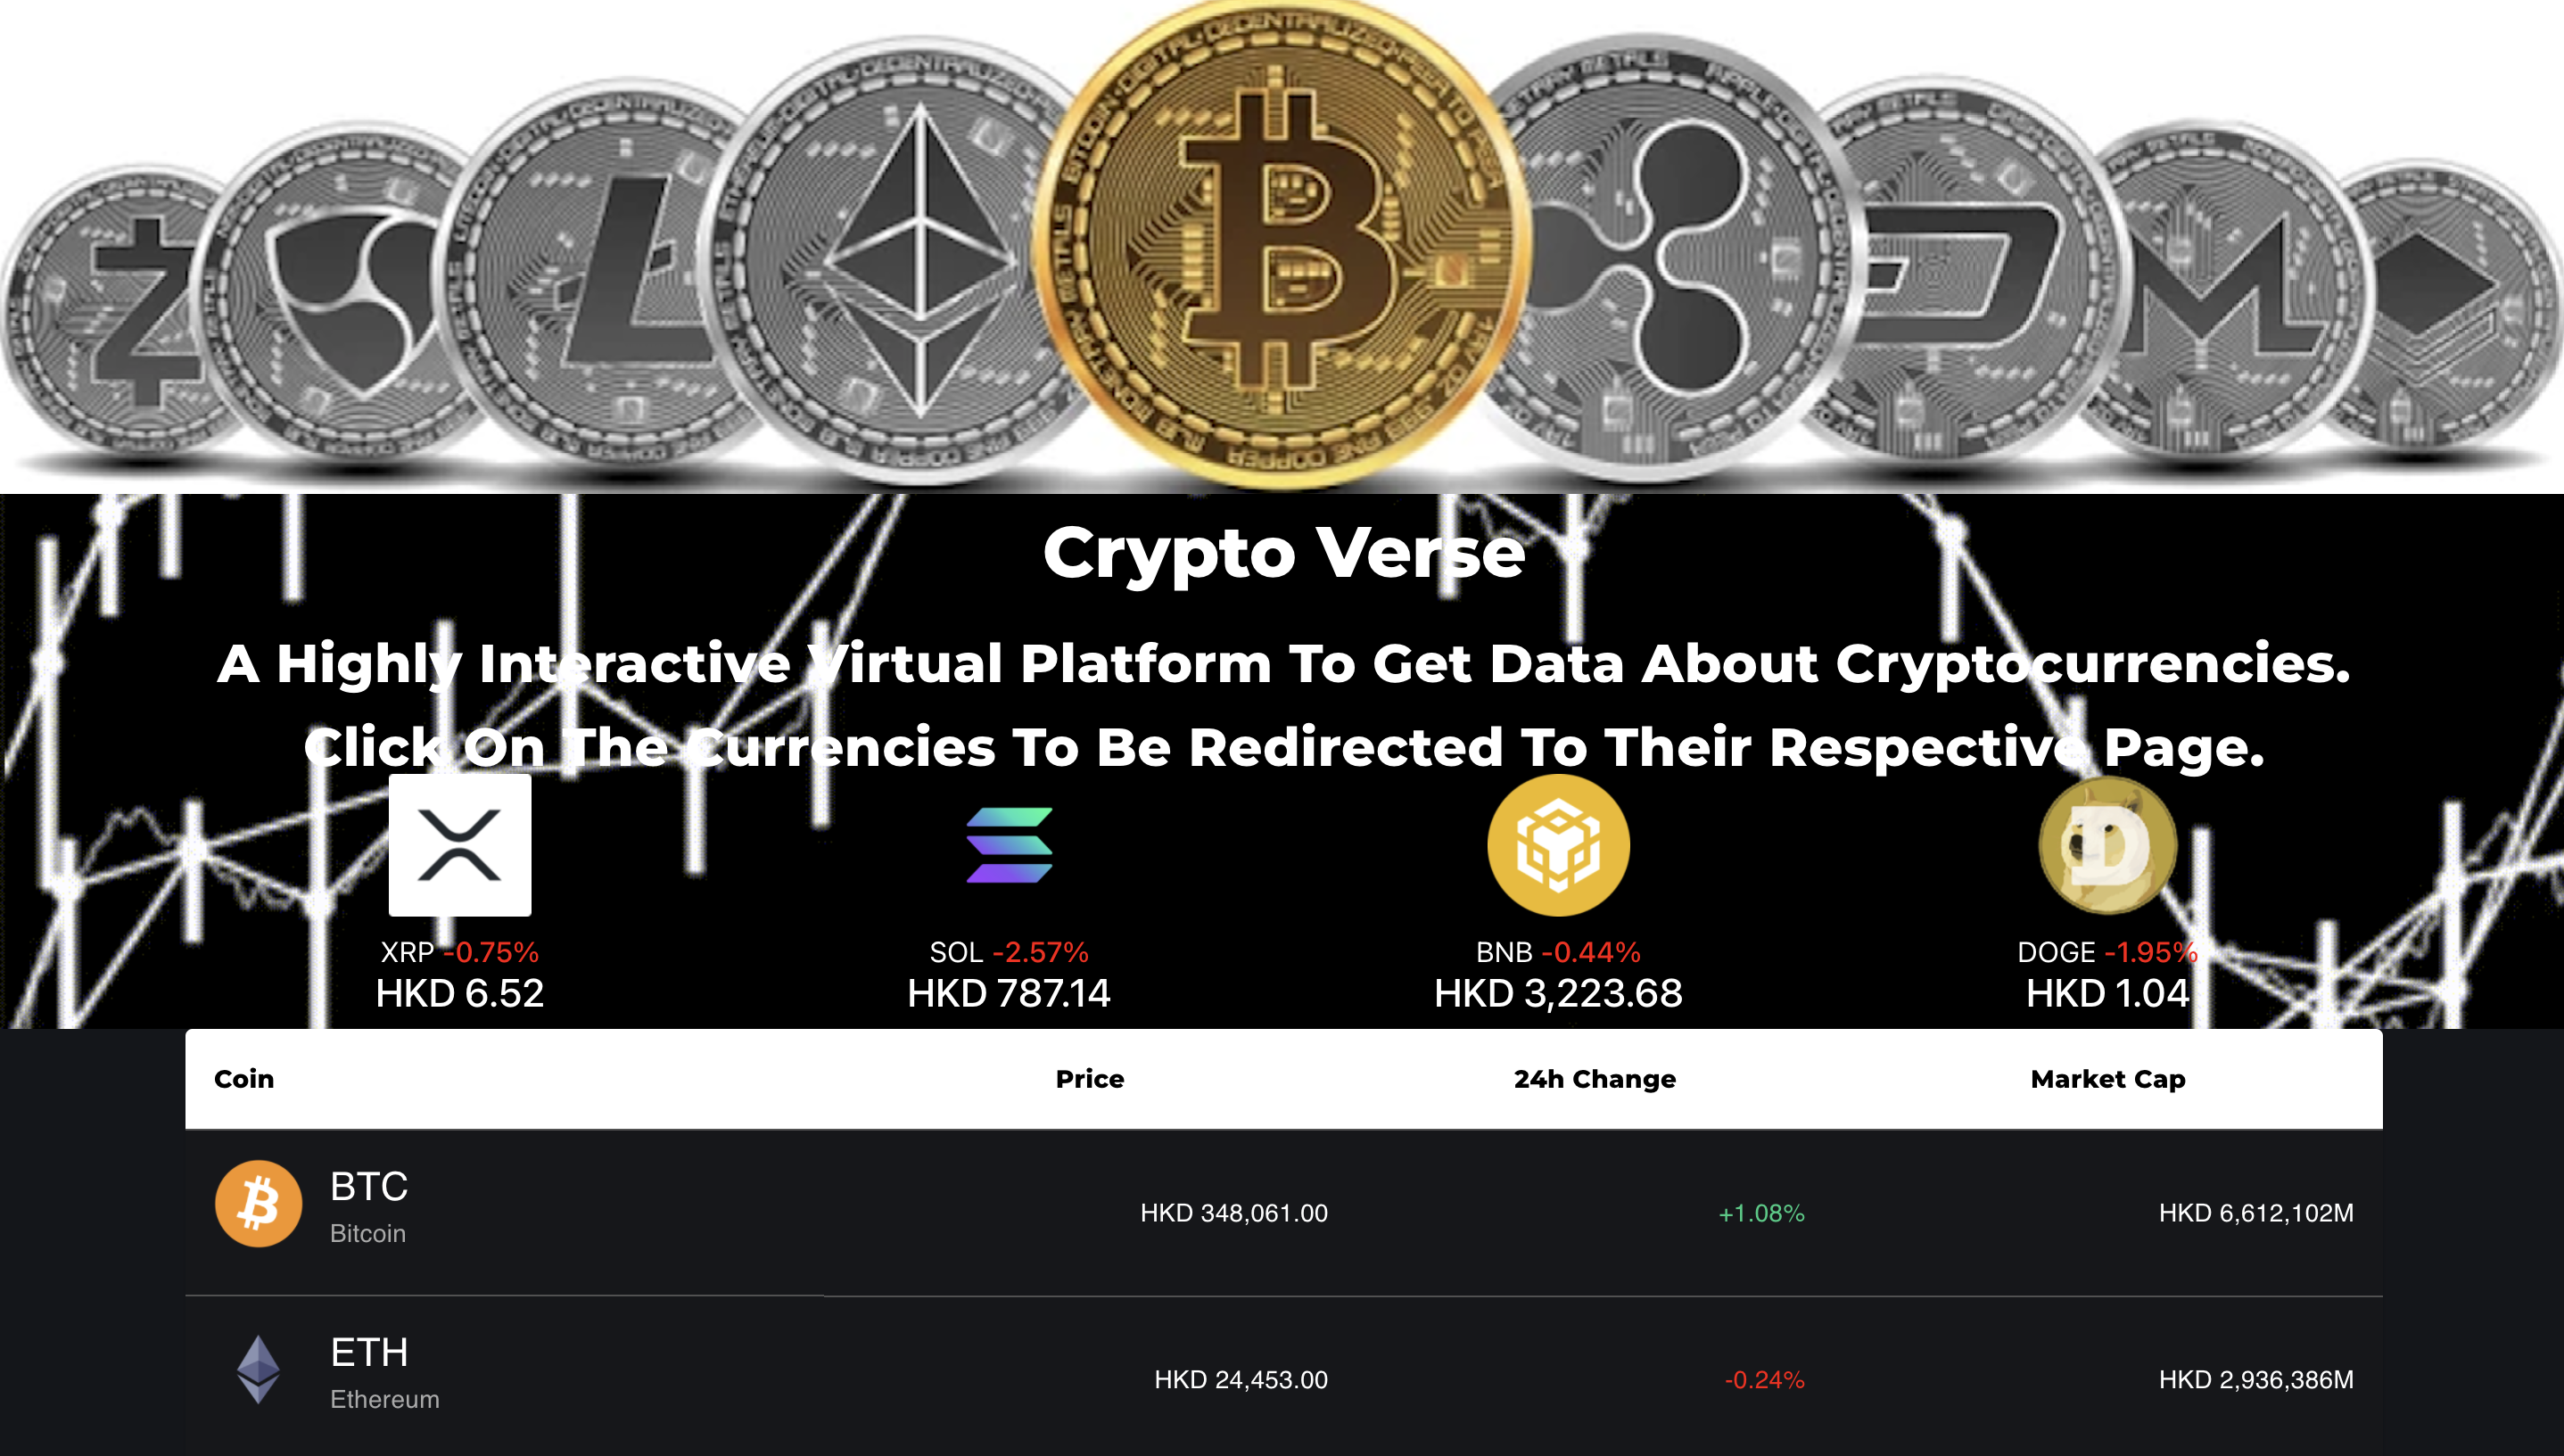 Crypto Verse
A Highly Interactive Virtual Platform To Get Data About Cryptocurrencies.
Click On The Currencies To Be Redirected To Their Respective Page.
XRP -0.75% SOL -2.57% BNB -0.44% DOGE -1.95%
HKD 6.52 HKD 787.14 HKD 3,223.68 HKD 1.04
Coin Price 24h Change Market Cap
BTC
Bitcoin HKD 348,061.00 +1.08% HKD 6,612,102M
ETH
Ethereum HKD 24,453.00 -0.24% HKD 2,936,386M